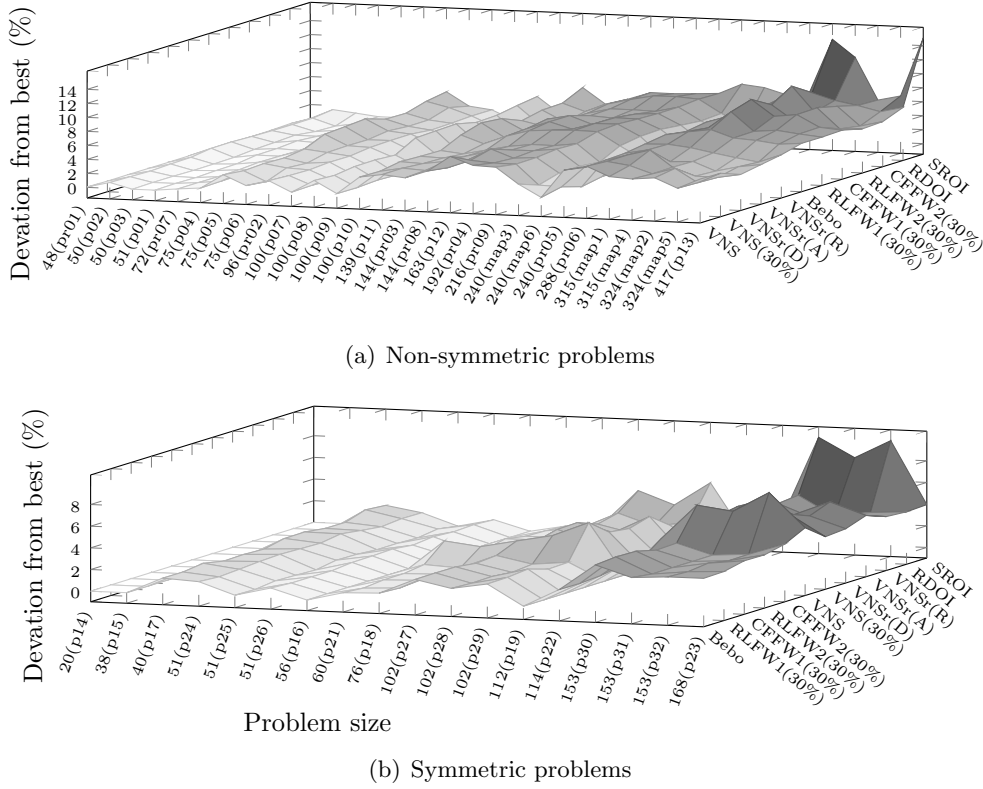 Devation from best (%)
14
12
10
8
6
4
2
0
48(pr01)
50(p02)
50(p03)
51(p01)
72(pr07)
75(p04)
75(p05)
75(p06)
96(pr02)
100(p07)
100(p08)
100(p09)
100(p10)
139(p11)
144(pr03)
144(pr08)
163(p12)
192(pr04)
216(pr09)
240(map3)
240(map6)
240(pr05)
288(pr06)
315(map1)
315(map4)
324(map2)
324(map5)
417(p13)
VNS
VNS(30%)
VNSr(D)
VNSr(A)
VNSr(R)
Bebo
RLFW1(30%)
CFFW1(30%)
RLFW2(30%)
CFFW2(30%)
RDOI
SROI
(a) Non-symmetric problems
Devation from best (%)
8
6
4
2
0
20(p14)
38(p15)
40(p17)
51(p24)
51(p25)
51(p26)
56(p16)
60(p21)
76(p18)
102(p27)
102(p28)
102(p29)
112(p19)
114(p22)
153(p30)
153(p31)
153(p32)
168(p23)
Bebo
RLFW1(30%)
CFFW1(30%)
RLFW2(30%)
CFFW2(30%)
VNS
VNS(30%)
VNSr(D)
VNSr(A)
VNSr(R)
RDOI
SROI
Problem size
(b) Symmetric problems